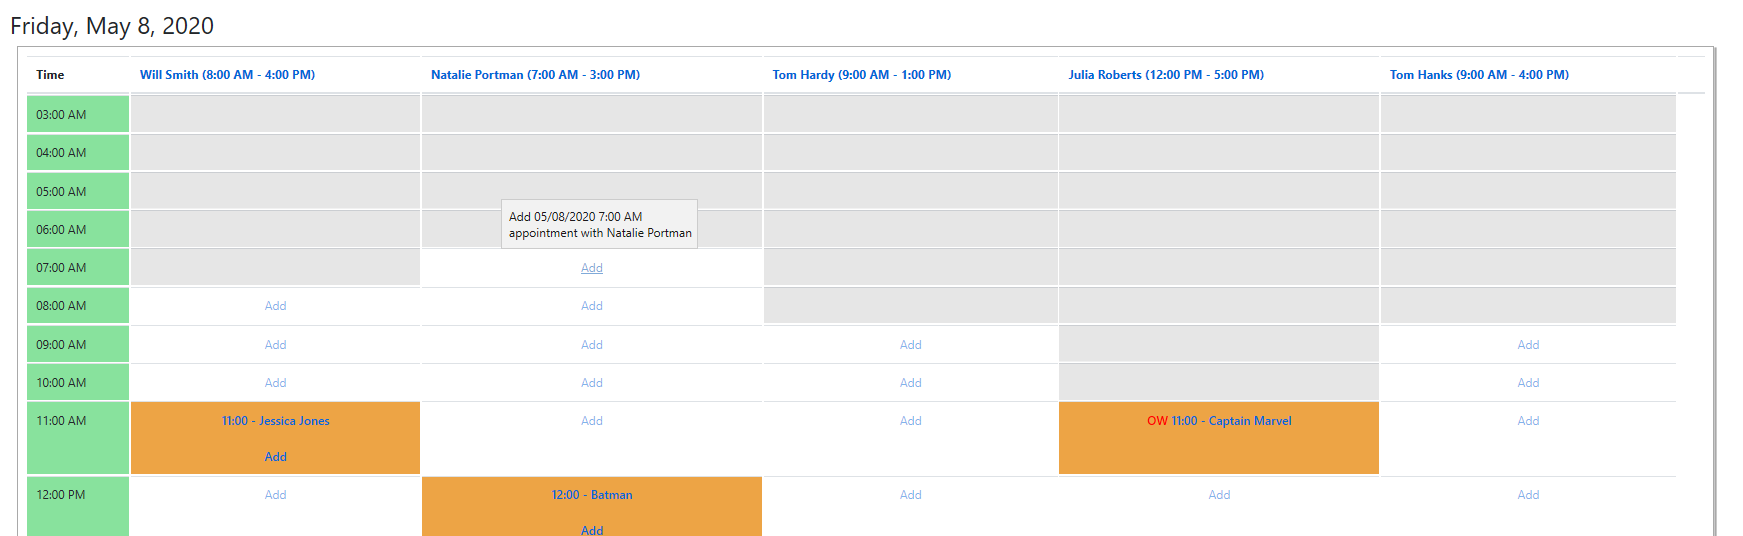 Friday, May 8, 2020
Time Will Smith (8:00 AM - 4:00 PM) Natalie Portman (7:00 AM - 3:00 PM) Tom Hardy (9:00 AM - 1:00 PM) Julia Roberts (12:00 PM - 5:00 PM) Tom Hanks (9:00 AM - 4:00 PM)
03:00 AM
04:00 AM
05:00 AM
Add 05/08/2020 7:00 AM
06:00 AM
appointment with Natalie Portman
07:00 AM Add
08:00 AM Add Add
09:00 AM Add Add Add Add
10:00 AM Add Add Add Add
11:00 AM 11:00 - Jessica Jones Add Add OW 11:00 - Captain Marvel Add
Add
12:00 PM Add 12:00 - Batman Add Add Add
Add